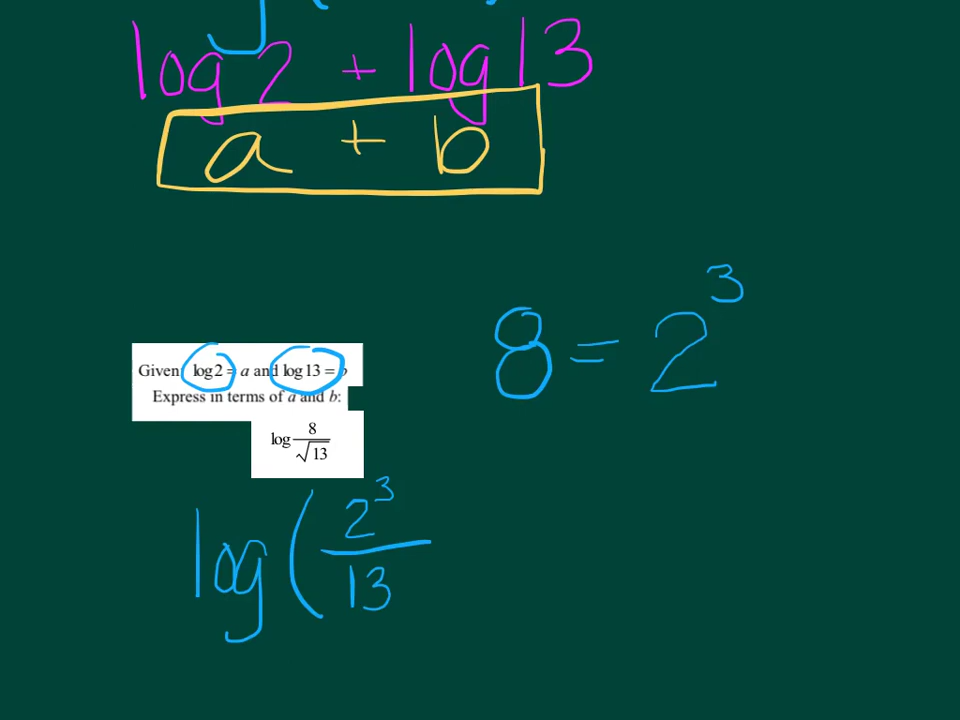 log 2 + log 13
a + b
8 = 2³
Given log 2 = a and log 13 = b
Express in terms of a and b:
log 8/√13
log ( 2³/13